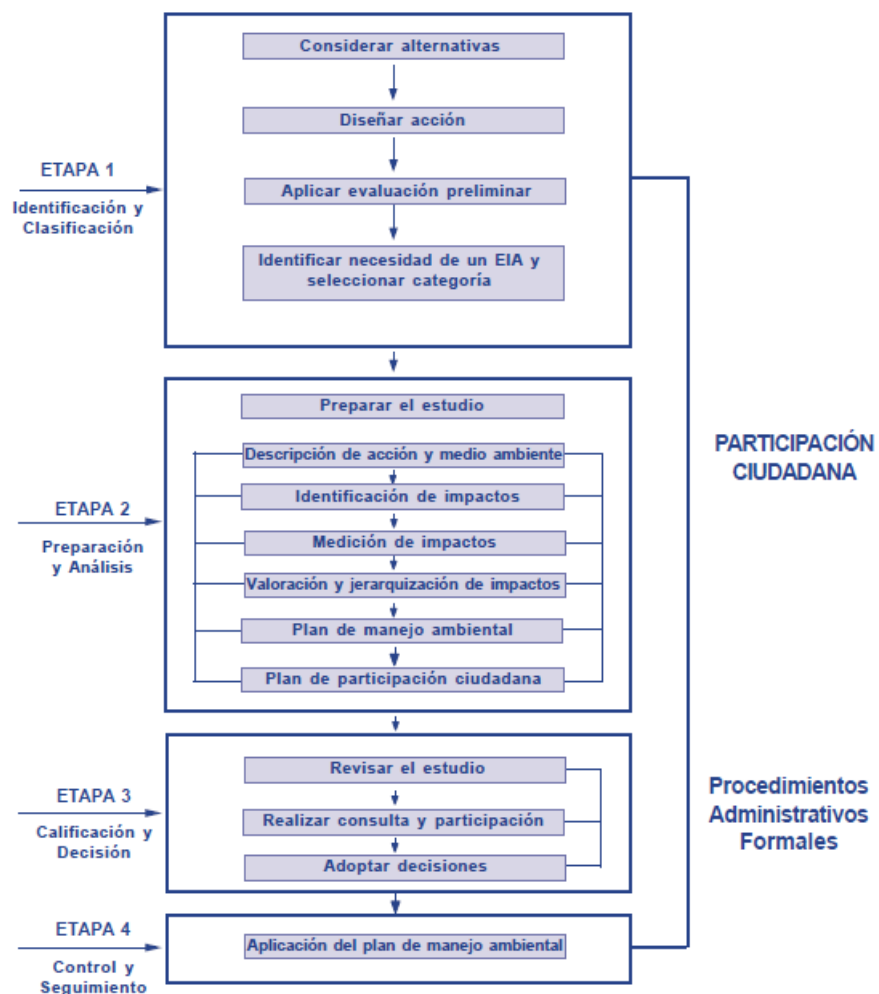 Considerar alternativas
Diseñar acción
ETAPA 1
Identificación y
Clasificación
Aplicar evaluación preliminar
Identificar necesidad de un EIA y
seleccionar categoría
Preparar el estudio
Descripción de acción y medio ambiente
Identificación de impactos
ETAPA 2
Preparación
y Análisis
Medición de impactos
Valoración y jerarquización de impactos
Plan de manejo ambiental
Plan de participación ciudadana
PARTICIPACIÓN
CIUDADANA
Revisar el estudio
ETAPA 3
Calificación y
Decisión
Realizar consulta y participación
Adoptar decisiones
Procedimientos
Administrativos
Formales
ETAPA 4
Control y
Seguimiento
Aplicación del plan de manejo ambiental